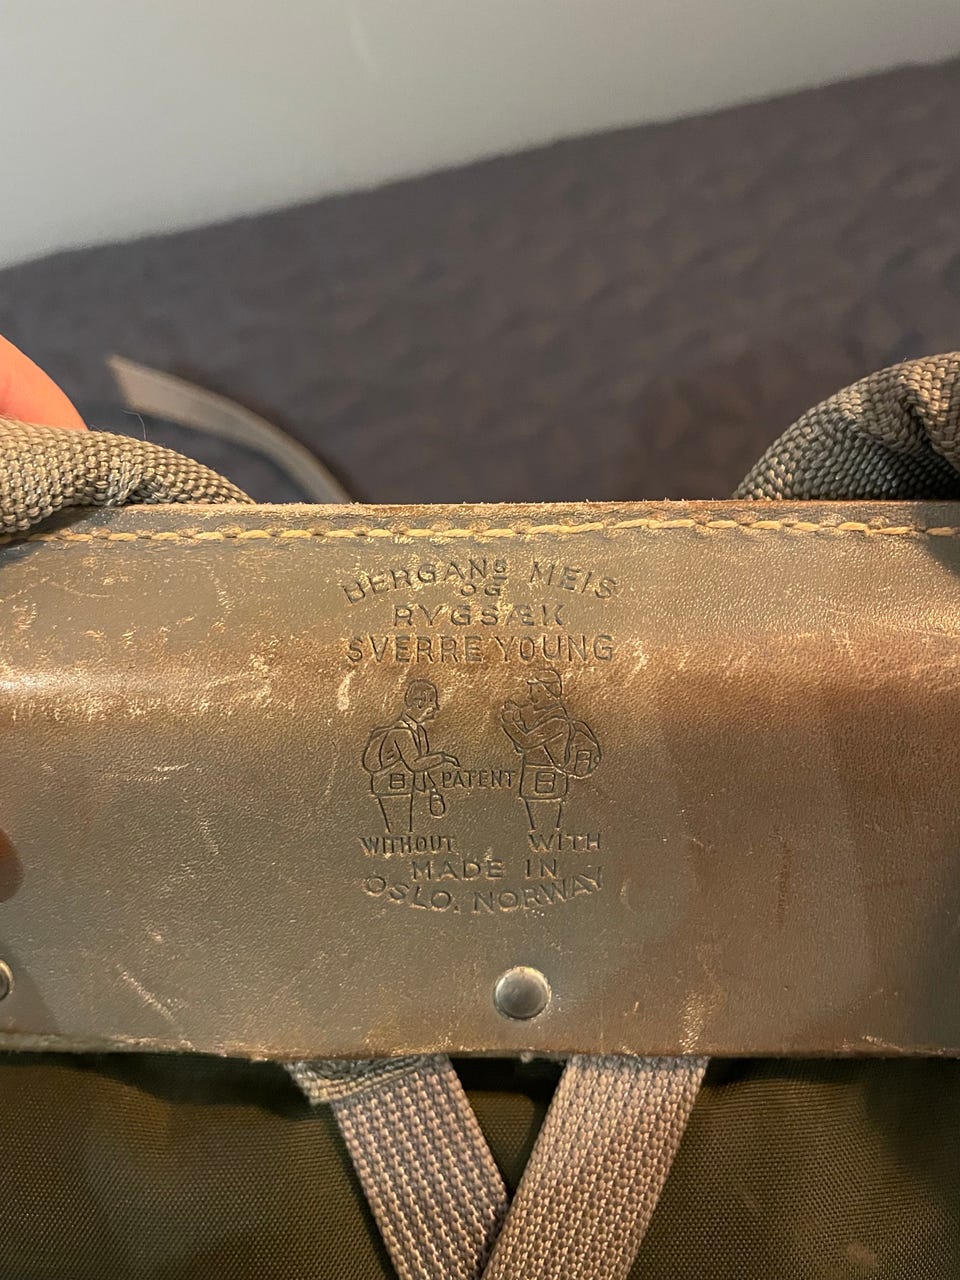 BERGANS MEIS
OG
RYGSÆK
SVERRE YOUNG
PATENT
WITHOUT WITH
MADE IN
OSLO, NORWAY